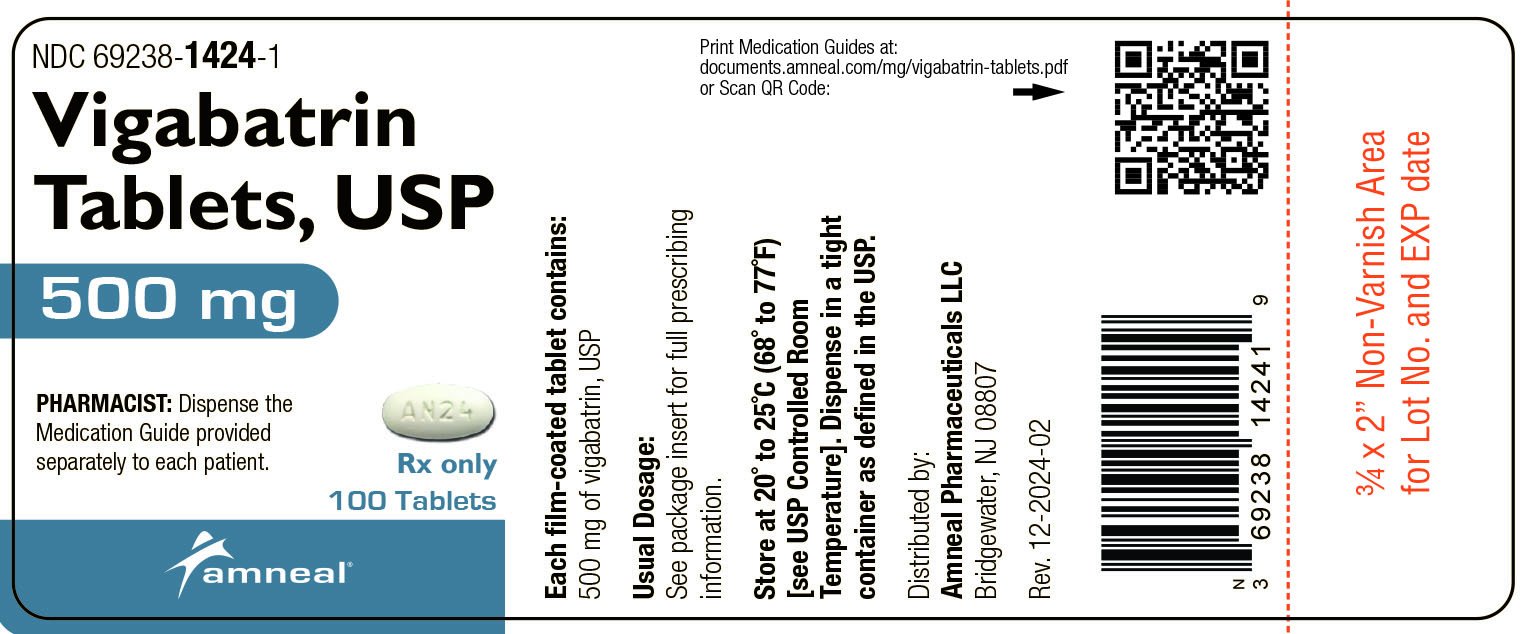 NDC 69238-1424-1
Vigabatrin
Tablets, USP
500 mg
PHARMACIST: Dispense the
Medication Guide provided
separately to each patient.
AN24
Rx only
100 Tablets
amneal®
Print Medication Guides at:
documents.amneal.com/mg/vigabatrin-tablets.pdf
or Scan QR Code:
Each film-coated tablet contains:
500 mg of vigabatrin, USP
Usual Dosage:
See package insert for full prescribing
information.
Store at 20° to 25°C (68° to 77°F)
[see USP Controlled Room
Temperature]. Dispense in a tight
container as defined in the USP.
Distributed by:
Amneal Pharmaceuticals LLC
Bridgewater, NJ 08807
Rev. 12-2024-02
N
3 69238 14241 9
¾ x 2” Non-Varnish Area
for Lot No. and EXP date